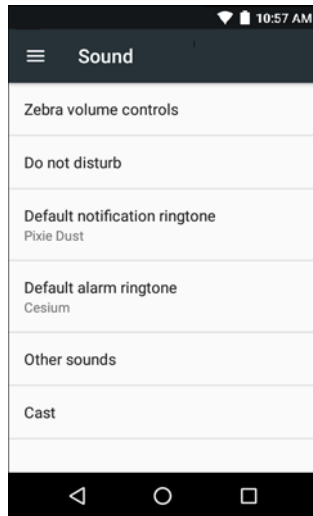 10:57 AM
Sound
Zebra volume controls
Do not disturb
Default notification ringtone
Pixie Dust
Default alarm ringtone
Cesium
Other sounds
Cast